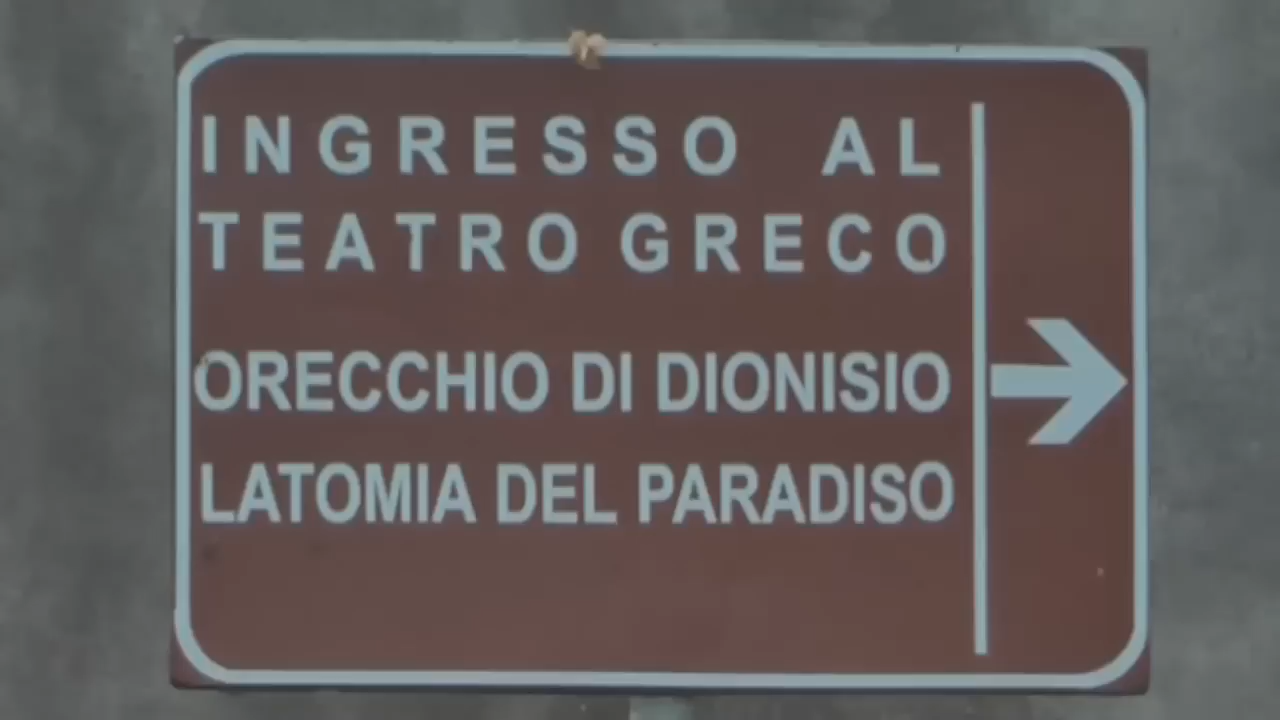 INGRESSO AL
TEATRO GRECO
ORECCHIO DI DIONISIO
LATOMIA DEL PARADISO